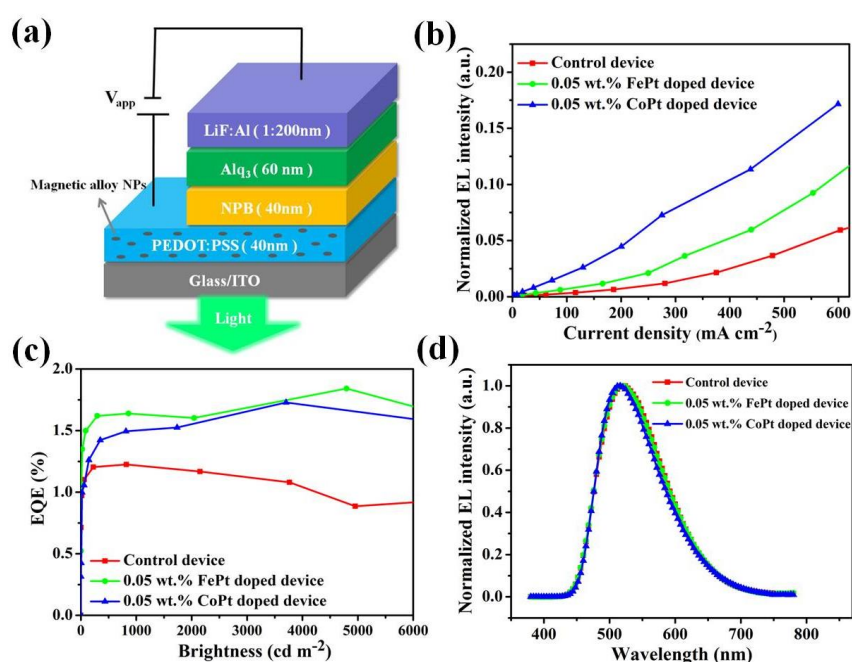 (a)
V_app
LiF:Al ( 1:200nm )
Alq₃ ( 60 nm )
Magnetic alloy NPs
NPB ( 40nm )
PEDOT:PSS ( 40nm )
Glass/ITO
Light
(b)
Control device
0.05 wt.% FePt doped device
0.05 wt.% CoPt doped device
Normalized EL intensity (a.u.)
0.20
0.15
0.10
0.05
0.00
0 100 200 300 400 500 600
Current density (mA cm⁻²)
(c)
EQE (%)
2.0
1.5
1.0
0.5
0.0
Control device
0.05 wt.% FePt doped device
0.05 wt.% CoPt doped device
0 1000 2000 3000 4000 5000 6000
Brightness (cd m⁻²)
(d)
Normalized EL intensity (a.u.)
1.0
0.8
0.6
0.4
0.2
0.0
Control device
0.05 wt.% FePt doped device
0.05 wt.% CoPt doped device
400 500 600 700 800
Wavelength (nm)